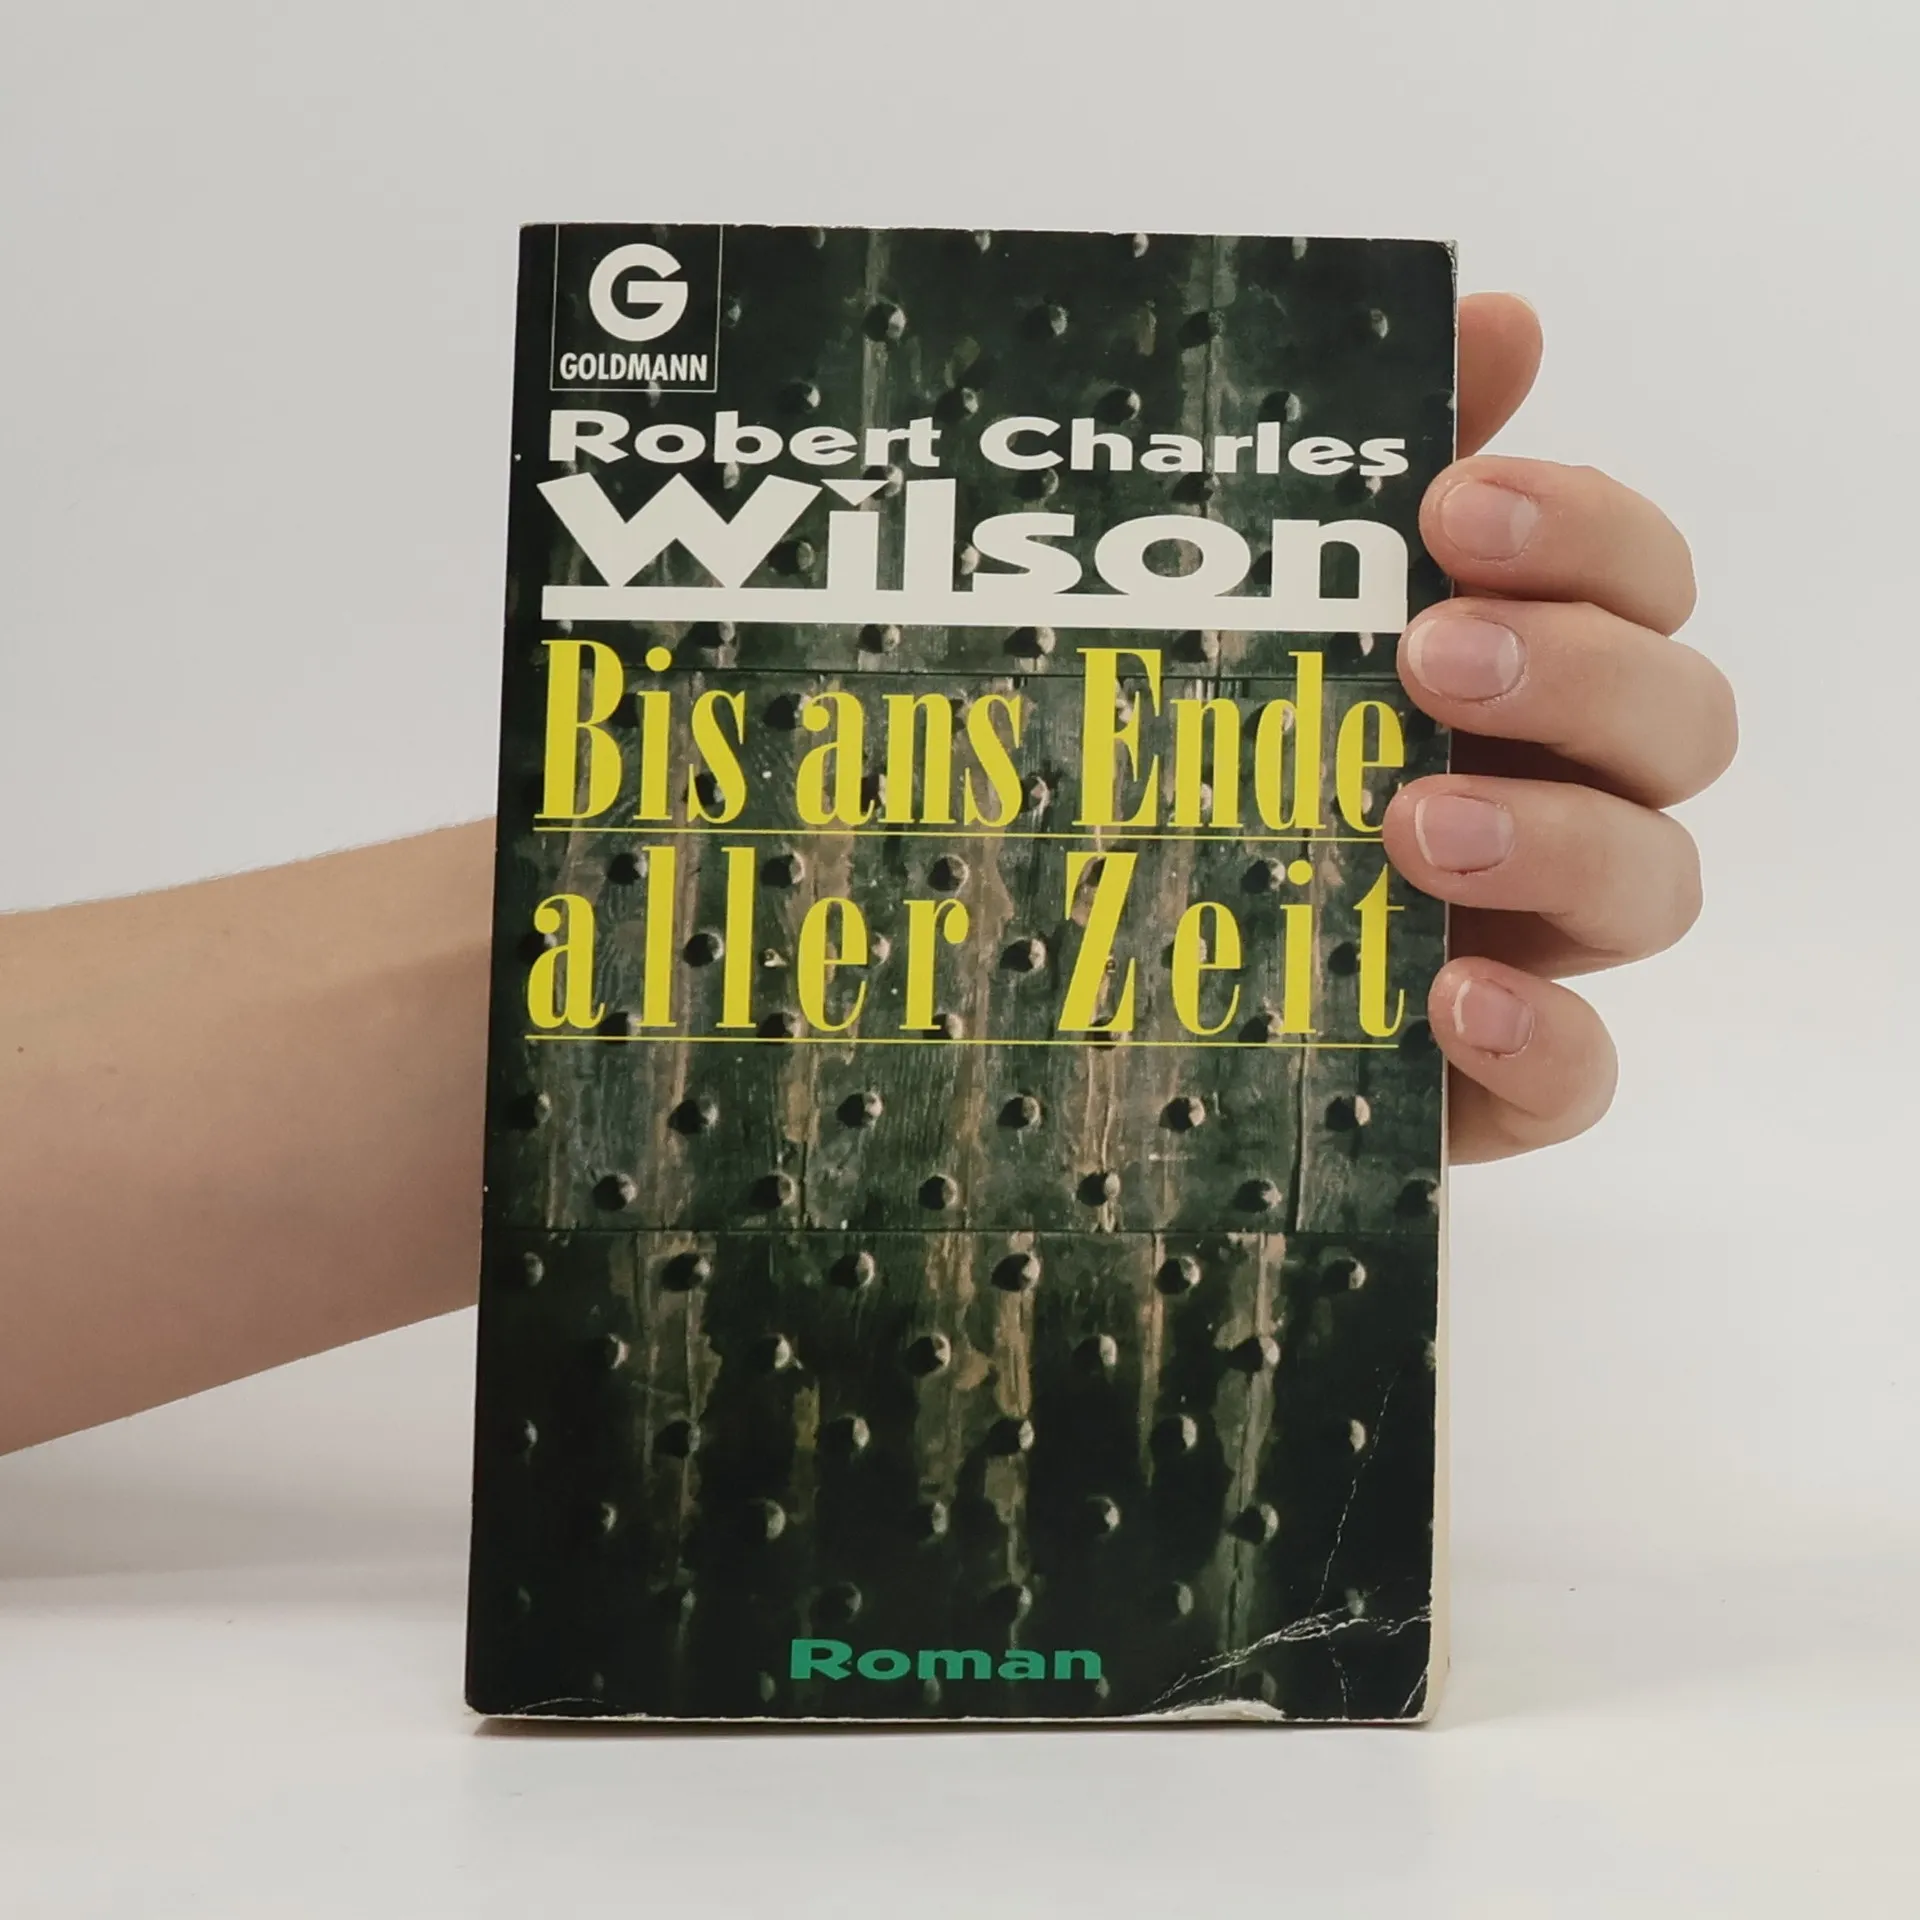 G
GOLDMANN
Robert Charles
Wilson
Bis ans Ende
aller Zeit
Roman